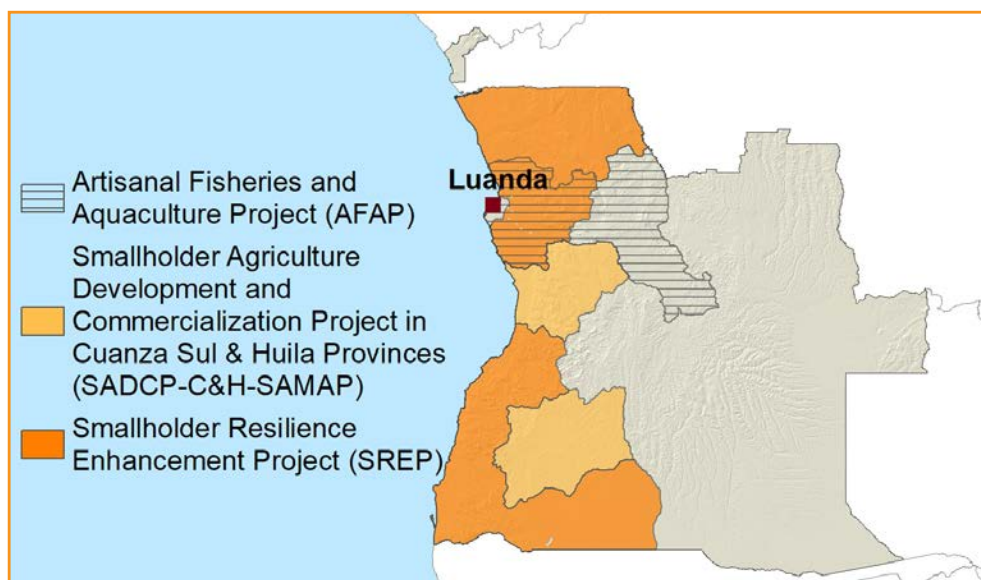 Luanda
Artisanal Fisheries and
Aquaculture Project (AFAP)
Smallholder Agriculture
Development and
Commercialization Project in
Cuanza Sul & Huila Provinces
(SADCP-C&H-SAMAP)
Smallholder Resilience
Enhancement Project (SREP)